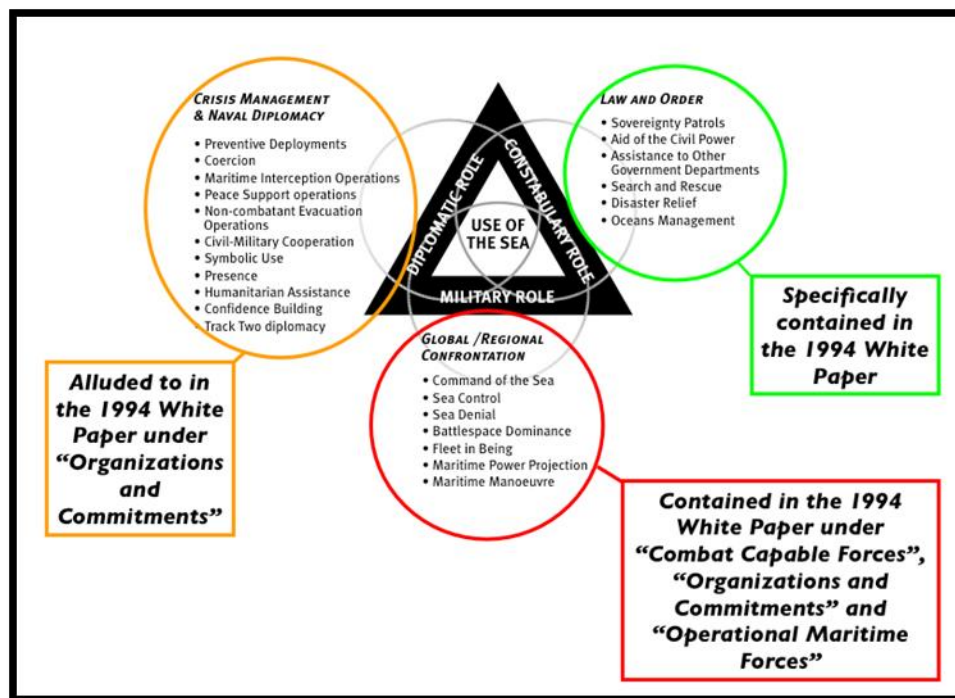 CRISIS MANAGEMENT
& NAVAL DIPLOMACY
• Preventive Deployments
• Coercion
• Maritime Interception Operations
• Peace Support operations
• Non-combatant Evacuation
Operations
• Civil-Military Cooperation
• Symbolic Use
• Presence
• Humanitarian Assistance
• Confidence Building
• Track Two diplomacy
Alluded to in
the 1994 White
Paper under
“Organizations
and
Commitments”
DIPLOMATIC ROLE
CONSTABULARY ROLE
USE OF
THE SEA
MILITARY ROLE
LAW AND ORDER
• Sovereignty Patrols
• Aid of the Civil Power
• Assistance to Other
Government Departments
• Search and Rescue
• Disaster Relief
• Oceans Management
Specifically
contained in
the 1994 White
Paper
GLOBAL /REGIONAL
CONFRONTATION
• Command of the Sea
• Sea Control
• Sea Denial
• Battlespace Dominance
• Fleet in Being
• Maritime Power Projection
• Maritime Manoeuvre
Contained in the 1994
White Paper under
“Combat Capable Forces”,
“Organizations and
Commitments” and
“Operational Maritime
Forces”